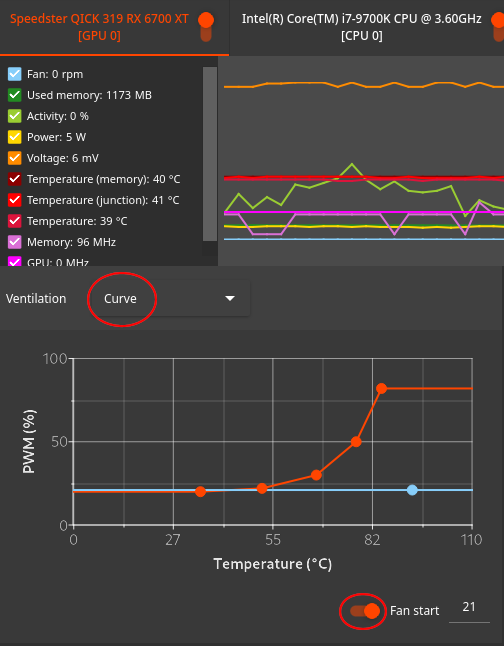 Speedster QICK 319 RX 6700 XT
[GPU 0]
Intel(R) Core(TM) i7-9700K CPU @ 3.60GHz
[CPU 0]
Fan: 0 rpm
Used memory: 1173 MB
Activity: 0 %
Power: 5 W
Voltage: 6 mV
Temperature (memory): 40 °C
Temperature (junction): 41 °C
Temperature: 39 °C
Memory: 96 MHz
GPU: 0 MHz
Ventilation
Curve
100
50
0
PWM (%)
0 27 55 82 110
Temperature (°C)
Fan start 21